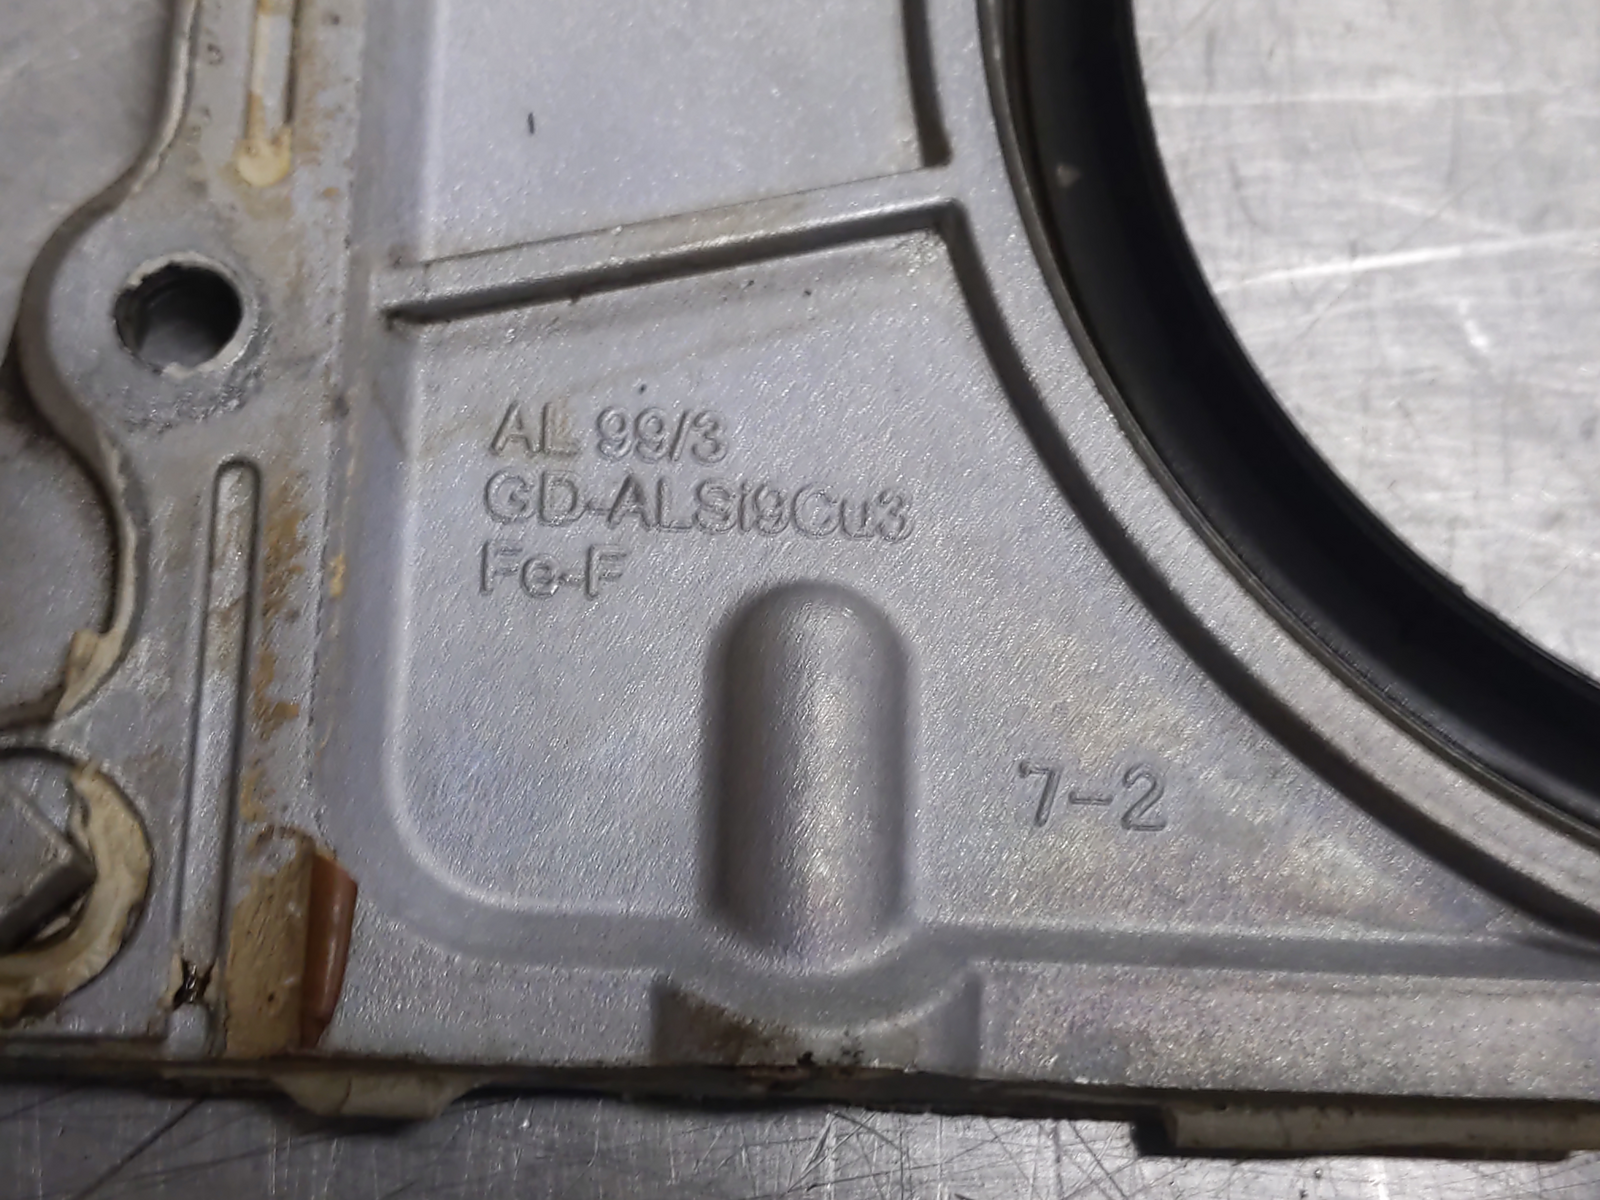 AL 99/3
GD-ALSi9Cu3
Fe-F
7-2